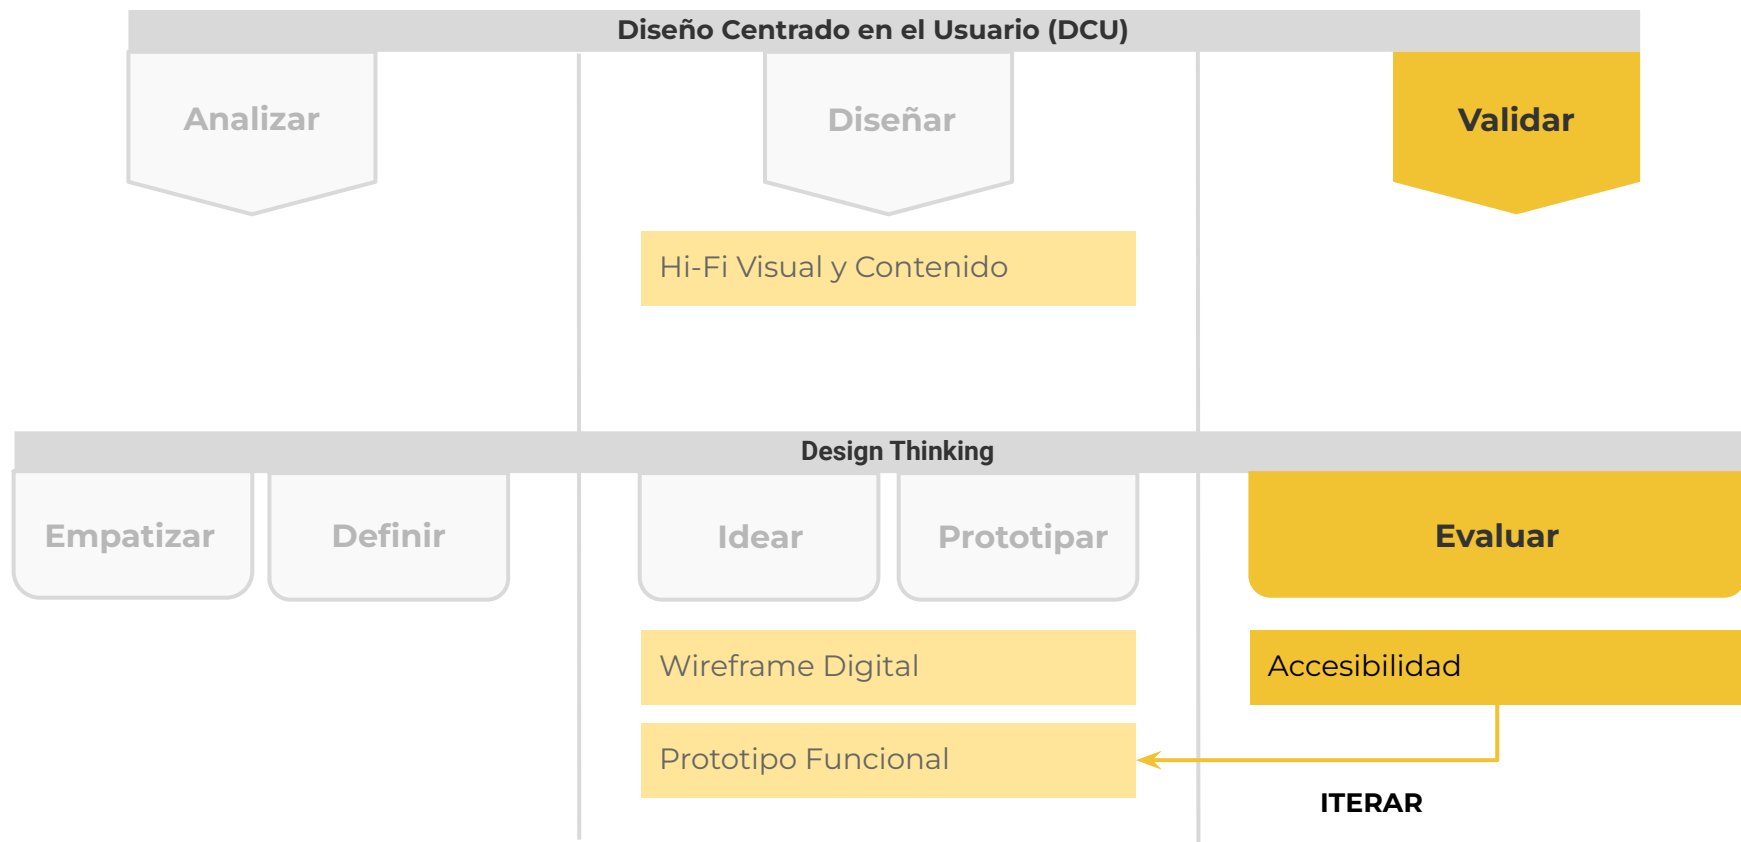 Diseño Centrado en el Usuario (DCU)
Analizar
Diseñar
Validar
Hi-Fi Visual y Contenido
Design Thinking
Empatizar
Definir
Idear
Prototipar
Evaluar
Wireframe Digital
Accesibilidad
Prototipo Funcional
ITERAR